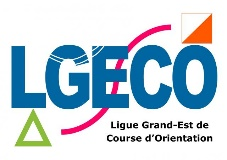 LGECO
Ligue Grand-Est de
Course d'Orientation